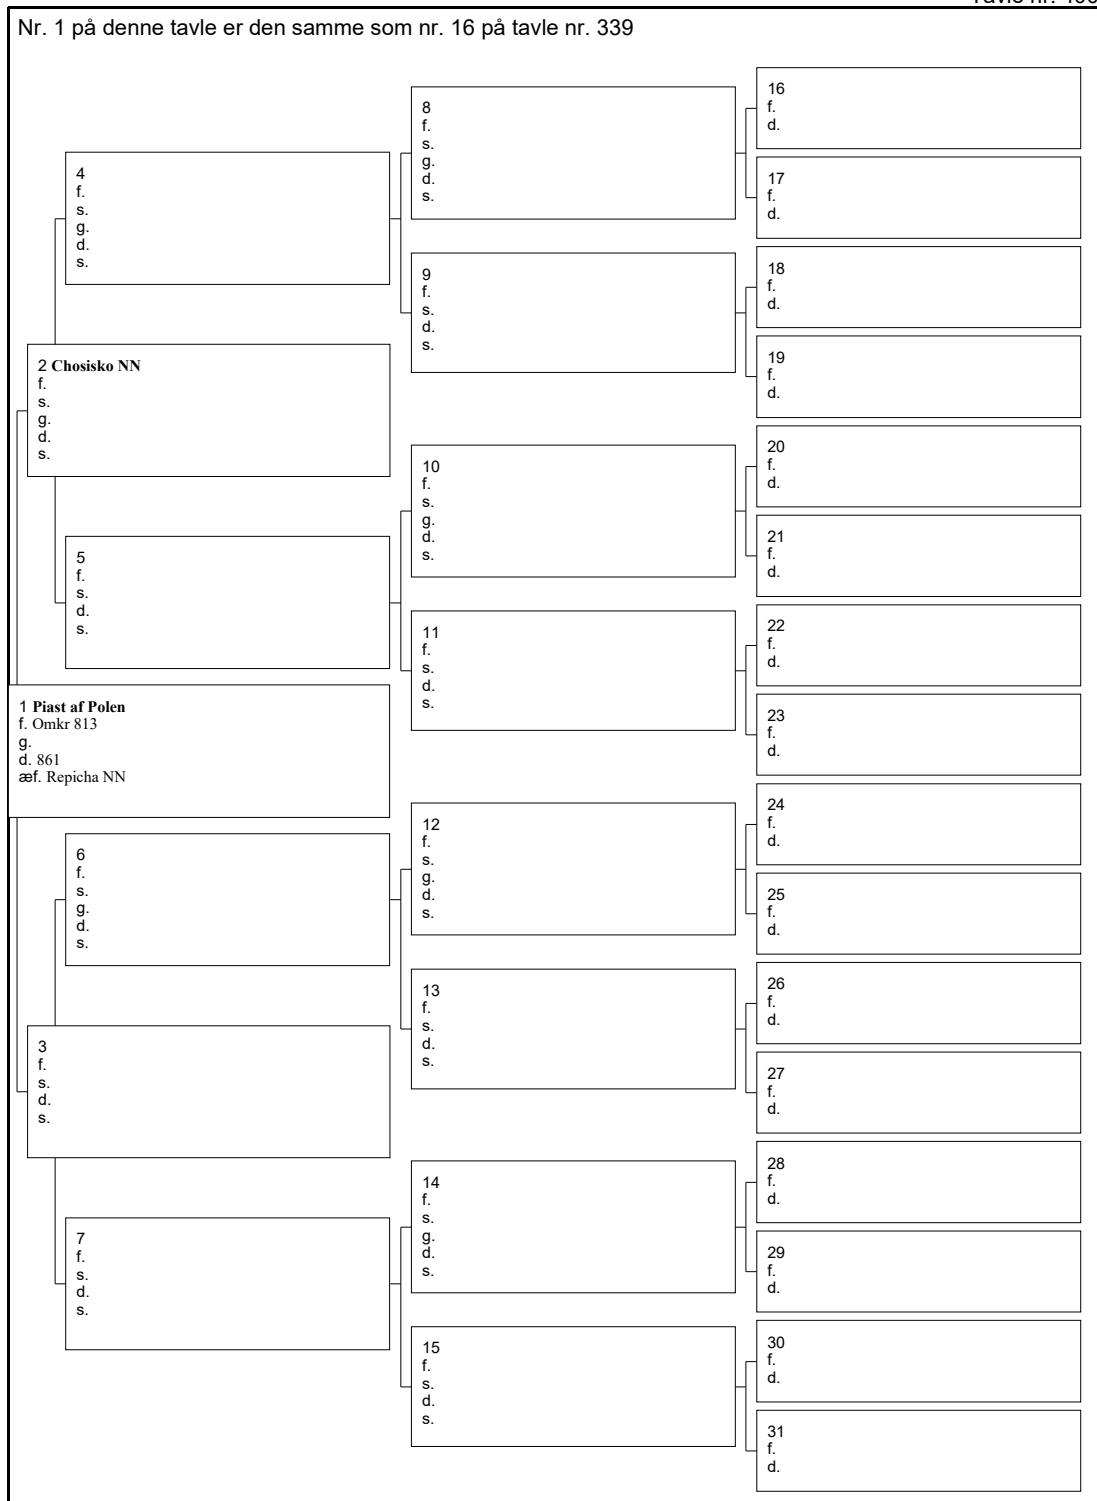 Nr. 1 på denne tavle er den samme som nr. 16 på tavle nr. 339
16
f.
d.
8
f.
s.
g.
d.
s.
17
f.
d.
4
f.
s.
g.
d.
s.
18
f.
d.
9
f.
s.
d.
s.
19
f.
d.
2 Chosisko NN
f.
s.
g.
d.
s.
20
f.
d.
10
f.
s.
g.
d.
s.
21
f.
d.
5
f.
s.
d.
s.
22
f.
d.
11
f.
s.
d.
s.
23
f.
d.
1 Piast af Polen
f. Omkr 813
g.
d. 861
æf. Repicha NN
24
f.
d.
12
f.
s.
g.
d.
s.
25
f.
d.
6
f.
s.
g.
d.
s.
26
f.
d.
13
f.
s.
d.
s.
27
f.
d.
3
f.
s.
d.
s.
28
f.
d.
14
f.
s.
g.
d.
s.
29
f.
d.
7
f.
s.
d.
s.
30
f.
d.
15
f.
s.
d.
s.
31
f.
d.